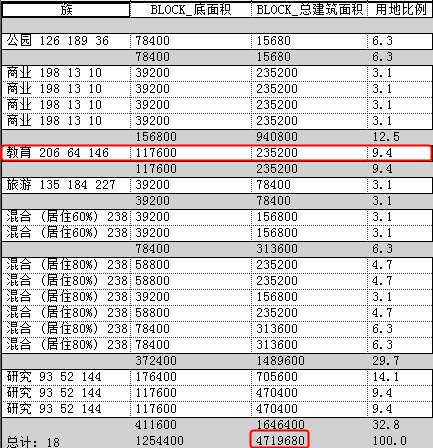 族 BLOCK_底面积 BLOCK_总建筑面积 用地比例
公园 126 189 36 78400 15680 6.3
78400 15680 6.3
商业 198 13 10 39200 235200 3.1
商业 198 13 10 39200 235200 3.1
商业 198 13 10 39200 235200 3.1
商业 198 13 10 39200 235200 3.1
156800 940800 12.5
教育 206 64 146 117600 235200 9.4
117600 235200 9.4
旅游 135 184 227 39200 78400 3.1
39200 78400 3.1
混合 (居住60%) 238 39200 156800 3.1
混合 (居住60%) 238 39200 156800 3.1
78400 313600 6.3
混合 (居住80%) 238 58800 235200 4.7
混合 (居住80%) 238 58800 235200 4.7
混合 (居住80%) 238 39200 156800 3.1
混合 (居住80%) 238 58800 235200 4.7
混合 (居住80%) 238 78400 313600 6.3
混合 (居住80%) 238 78400 313600 6.3
372400 1489600 29.7
研究 93 52 144 176400 705600 14.1
研究 93 52 144 117600 470400 9.4
研究 93 52 144 117600 470400 9.4
411600 1646400 32.8
总计: 18 1254400 4719680 100.0